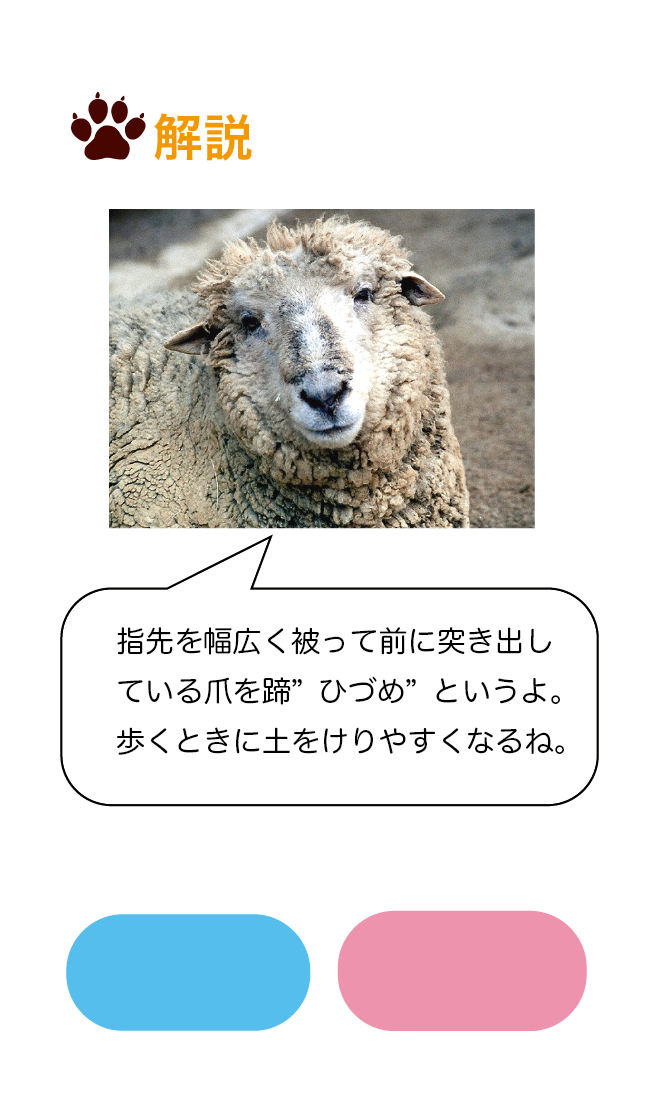 解説
指先を幅広く被って前に突き出し
ている爪を蹄”ひづめ”というよ。
歩くときに土をけりやすくなるね。